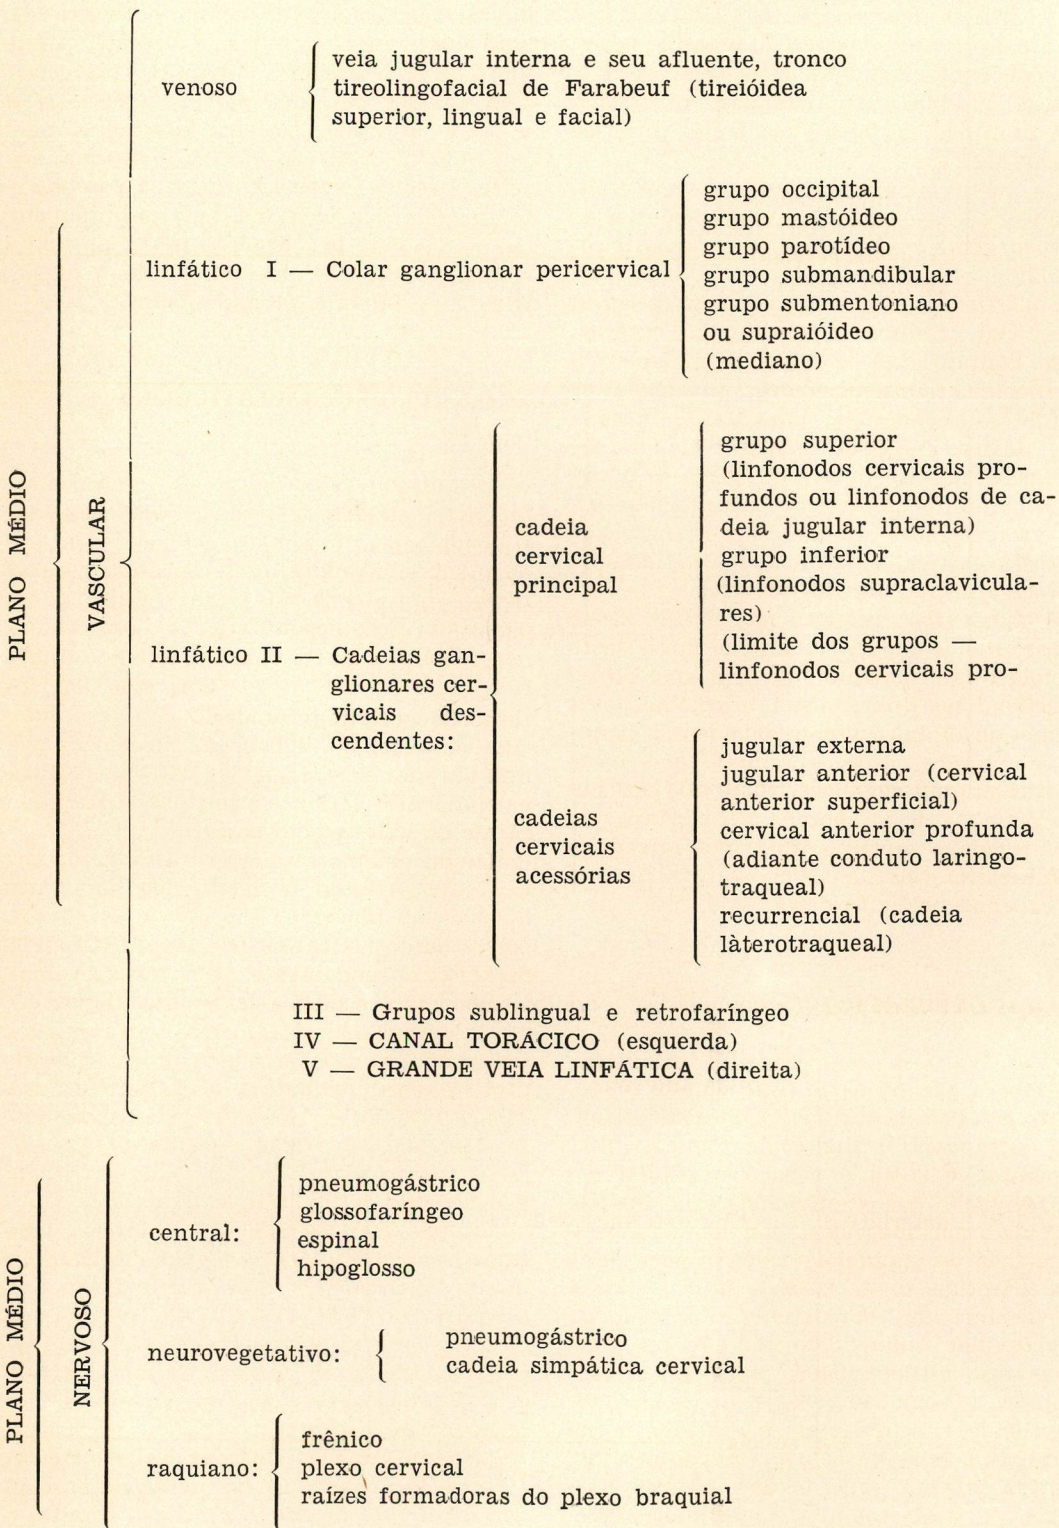 PLANO MÉDIO
VASCULAR
venoso
veia jugular interna e seu afluente, tronco
tireolingofacial de Farabeuf (tireióidea
superior, lingual e facial)
linfático I — Colar ganglionar pericervical
grupo occipital
grupo mastóideo
grupo parotídeo
grupo submandibular
grupo submentoniano
ou supraióideo
(mediano)
linfático II — Cadeias gan-
glionares cer-
vicais des-
cendentes:
cadeia
cervical
principal
grupo superior
(linfonodos cervicais pro-
fundos ou linfonodos de ca-
deia jugular interna)
grupo inferior
(linfonodos supraclavicula-
res)
(limite dos grupos —
linfonodos cervicais pro-
cadeias
cervicais
acessórias
jugular externa
jugular anterior (cervical
anterior superficial)
cervical anterior profunda
(adiante conduto laringo-
traqueal)
recurrencial (cadeia
làterotraqueal)
III — Grupos sublingual e retrofaríngeo
IV — CANAL TORÁCICO (esquerda)
V — GRANDE VEIA LINFÁTICA (direita)
PLANO MÉDIO
NERVOSO
central:
pneumogástrico
glossofaríngeo
espinal
hipoglosso
neurovegetativo:
pneumogástrico
cadeia simpática cervical
raquiano:
frênico
plexo cervical
raízes formadoras do plexo braquial